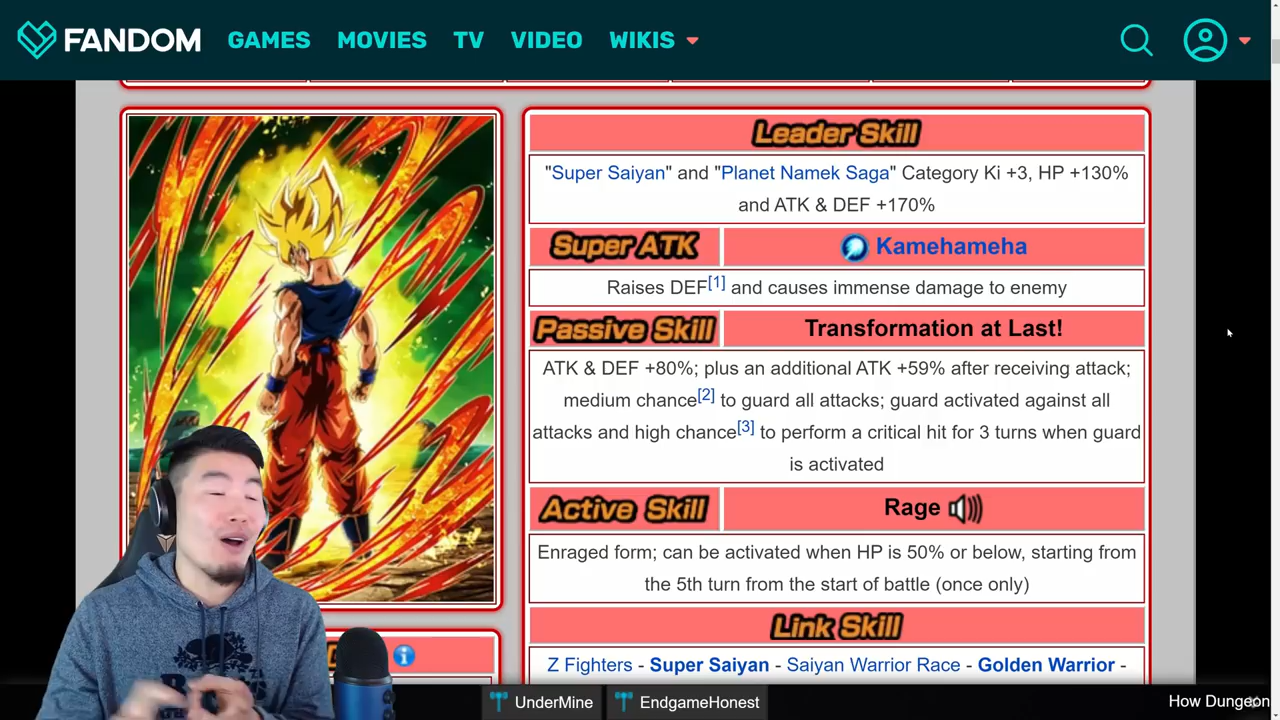 FANDOM GAMES MOVIES TV VIDEO WIKIS
Leader Skill
"Super Saiyan" and "Planet Namek Saga" Category Ki +3, HP +130%
and ATK & DEF +170%
Super ATK
Kamehameha
Raises DEF[1] and causes immense damage to enemy
Passive Skill
Transformation at Last!
ATK & DEF +80%; plus an additional ATK +59% after receiving attack;
medium chance[2] to guard all attacks; guard activated against all
attacks and high chance[3] to perform a critical hit for 3 turns when guard
is activated
Active Skill
Rage
Enraged form; can be activated when HP is 50% or below, starting from
the 5th turn from the start of battle (once only)
Link Skill
Z Fighters - Super Saiyan - Saiyan Warrior Race - Golden Warrior -
UnderMine EndgameHonest How Dungeon